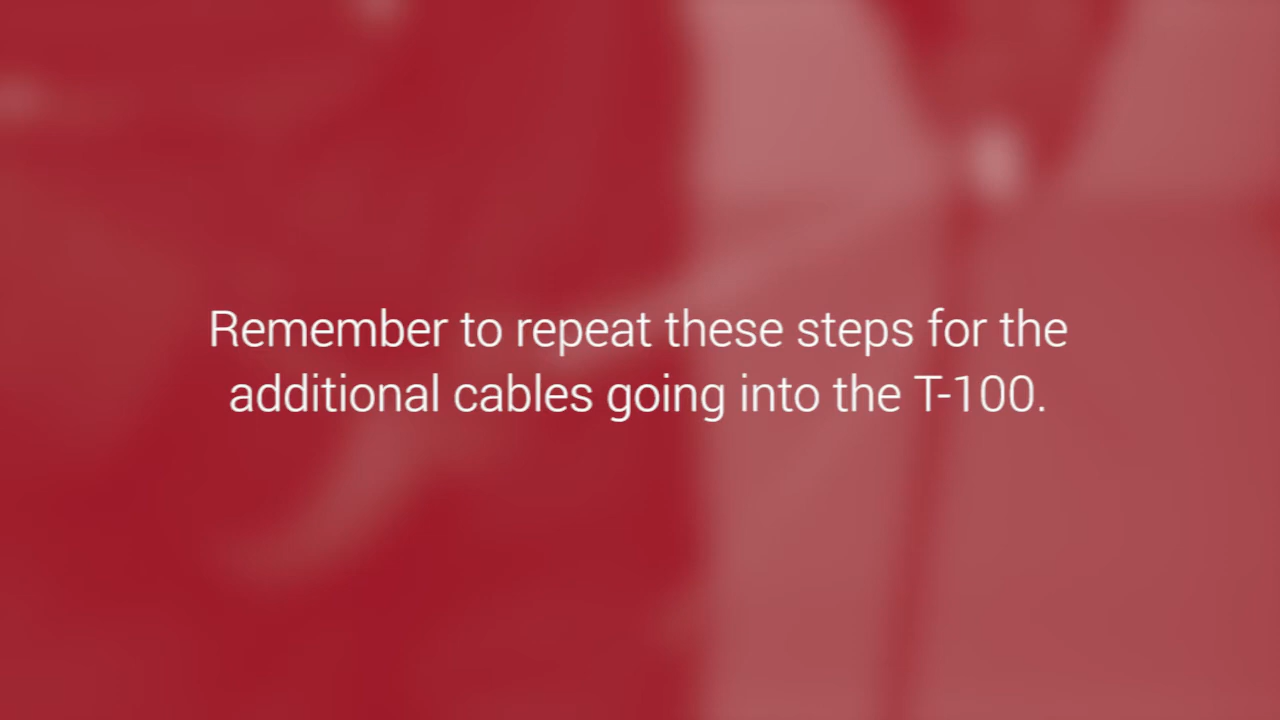 Remember to repeat these steps for the
additional cables going into the T-100.